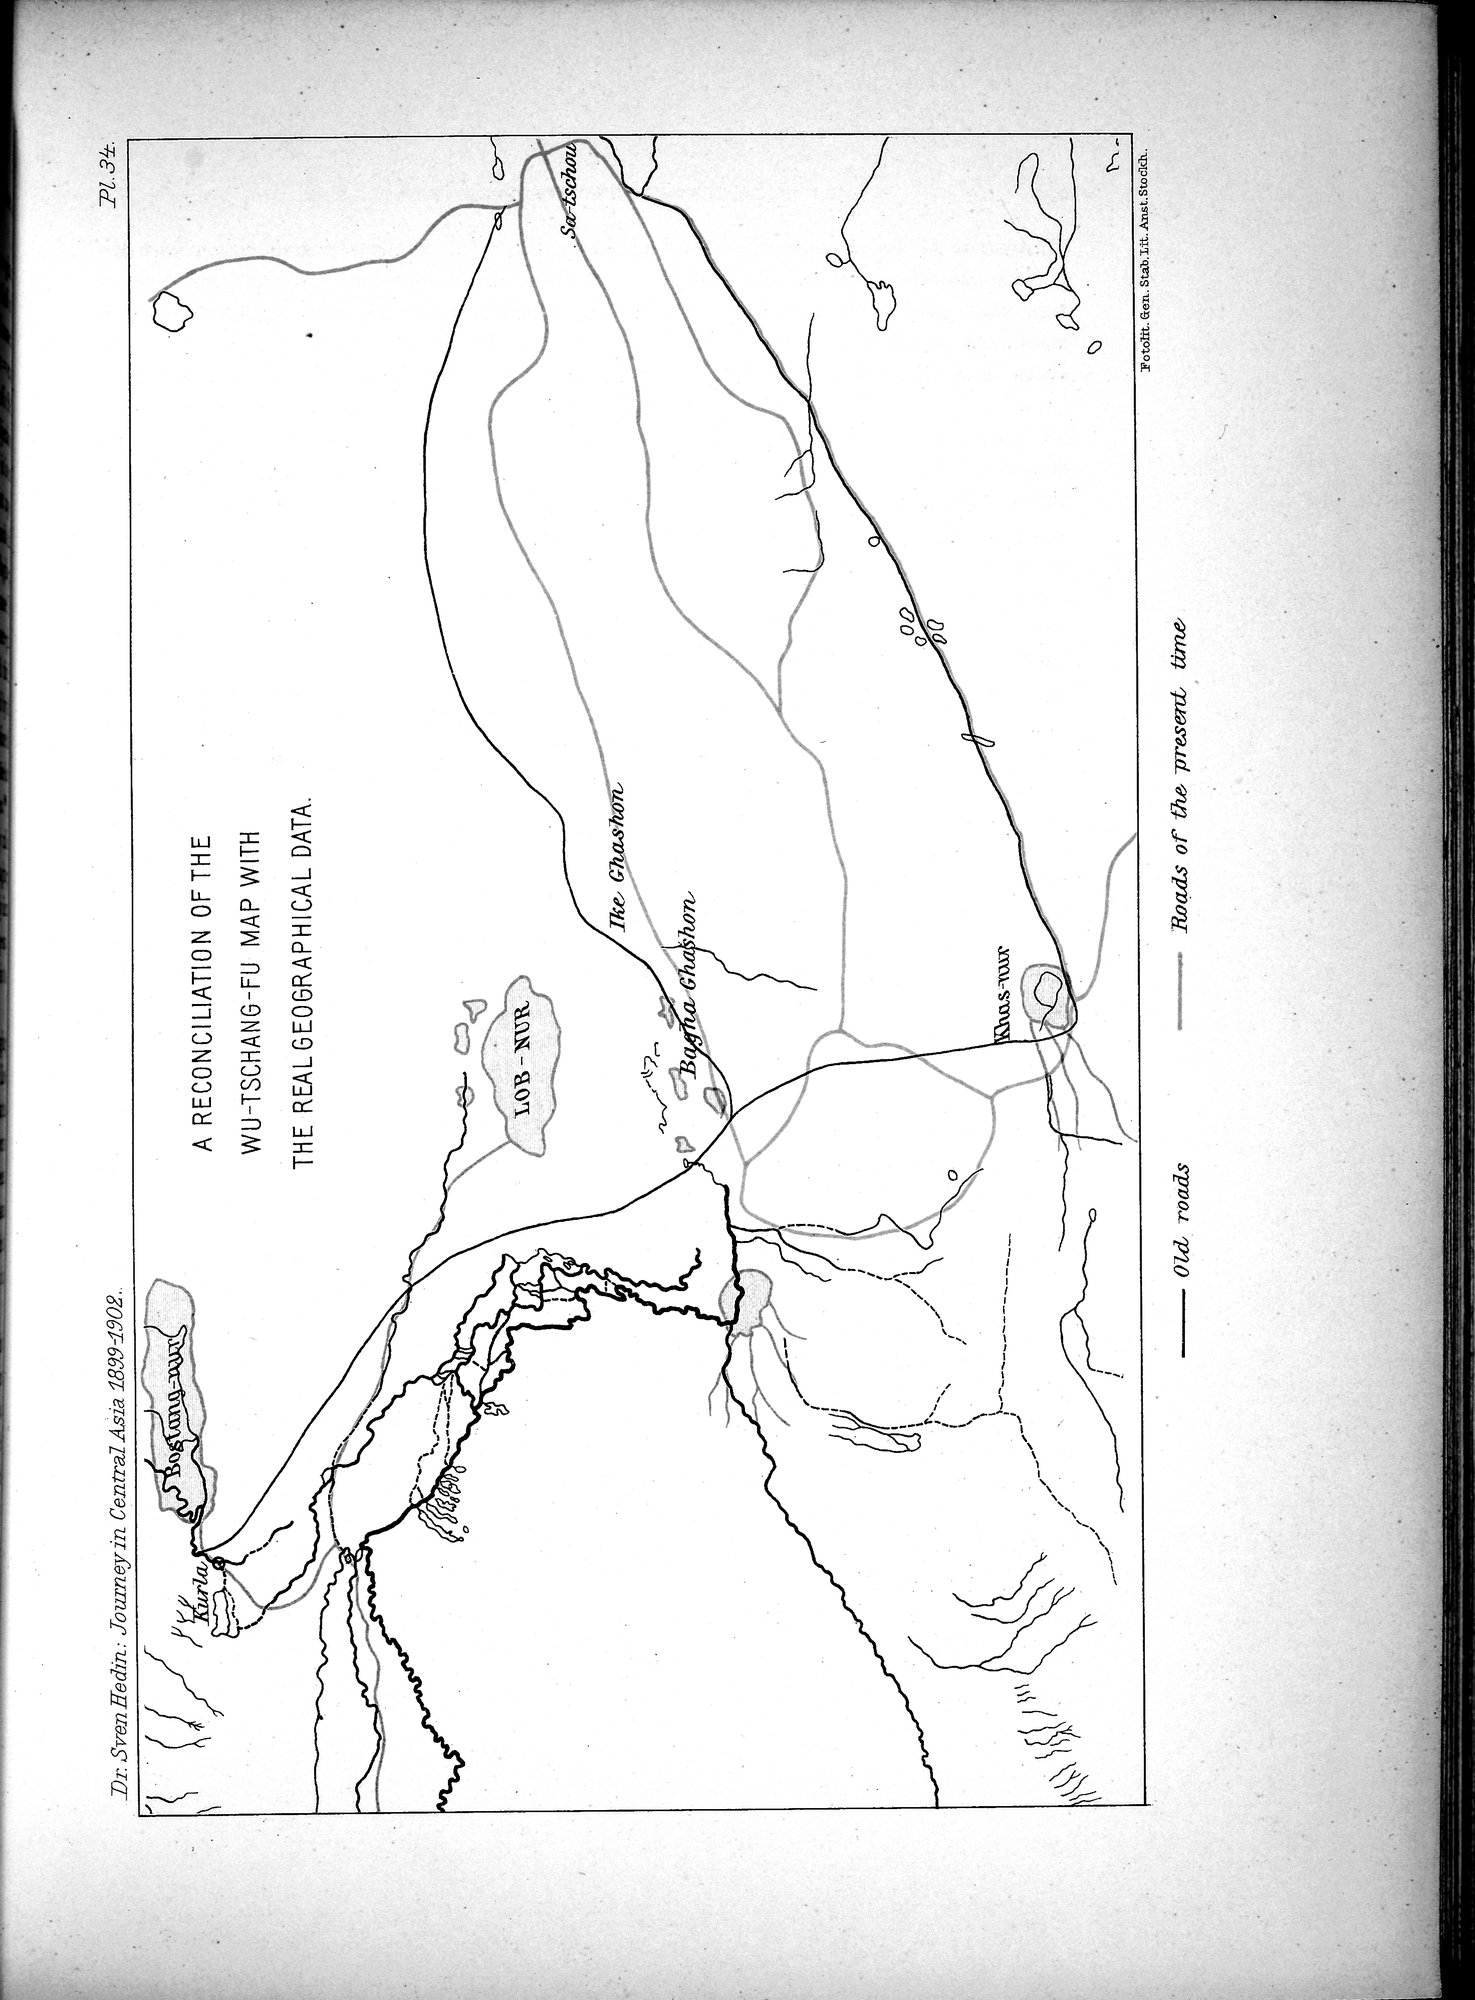 Dr. Sven Hedin.: Journey in Central Asia 1899-1902.
Pl. 34.
A RECONCILIATION OF THE
WU-TSCHANG-FU MAP WITH
THE REAL GEOGRAPHICAL DATA.
Bostang-nur
Kurla
LOB-NUR
Sa-tschou
Ike Ghashon
Bagha Ghashon
Khas-nur
Fotolit. Gen. Stab. Lit. Anst. Stockh.
Old roads
Roads of the present time